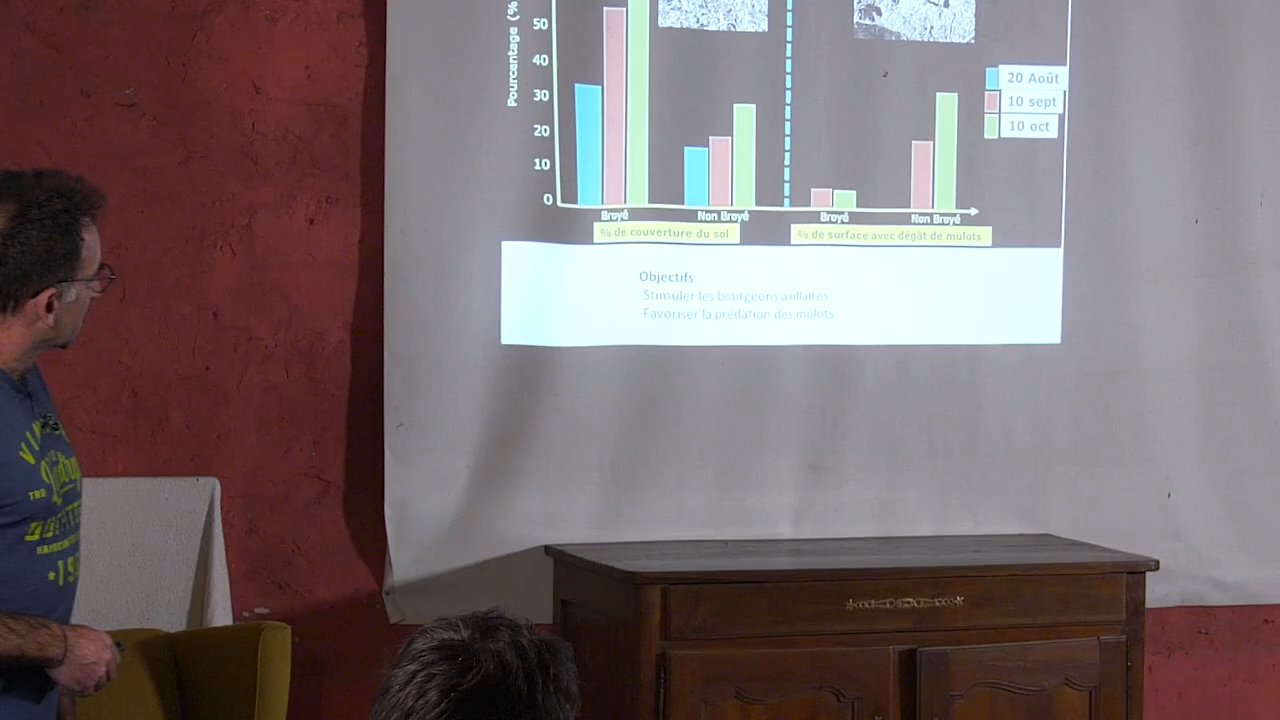 Pourcentage (%
50
40
30
20
10
0
20 Août
10 sept
10 oct
Broyé
Non Broyé
Broyé
Non Broyé
% de couverture du sol
% de surface avec dégât de mulots
Objectifs
-Stimuler les bourgeons axillaires
-Favoriser la prédation des mulots